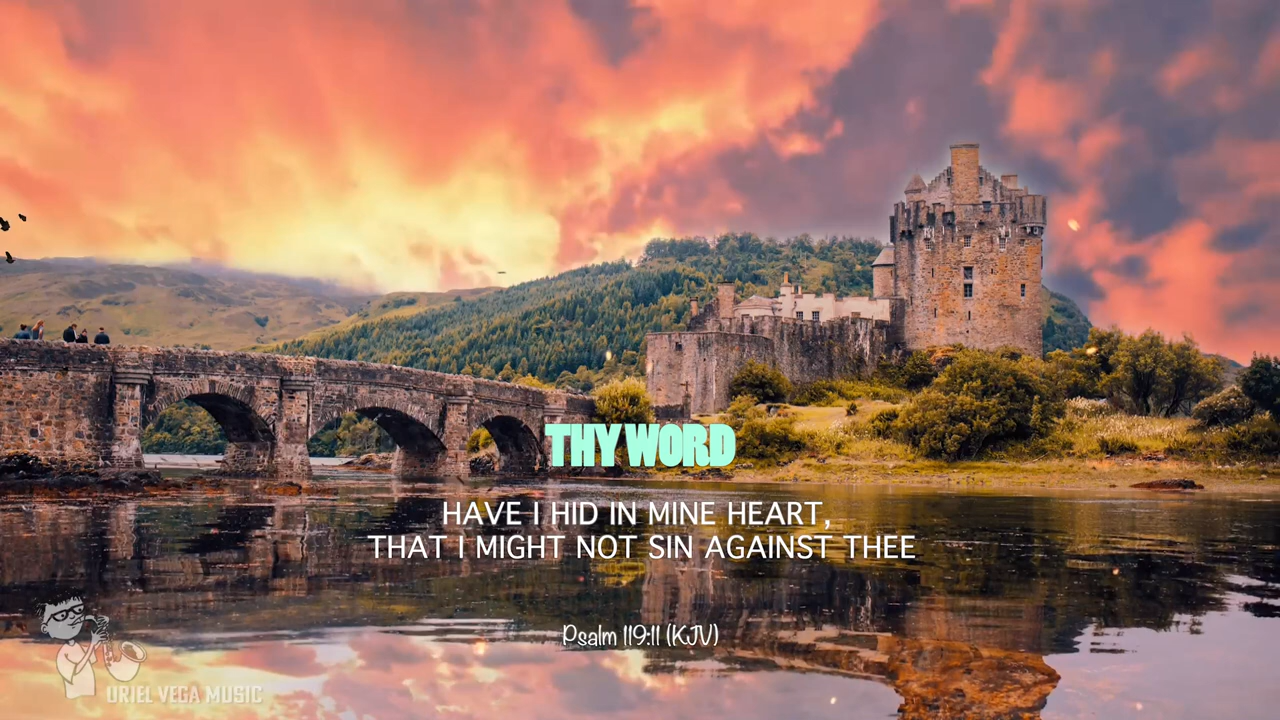 THY WORD
HAVE I HID IN MINE HEART,
THAT I MIGHT NOT SIN AGAINST THEE
Psalm 119:11 (KJV)
URIEL VEGA MUSIC